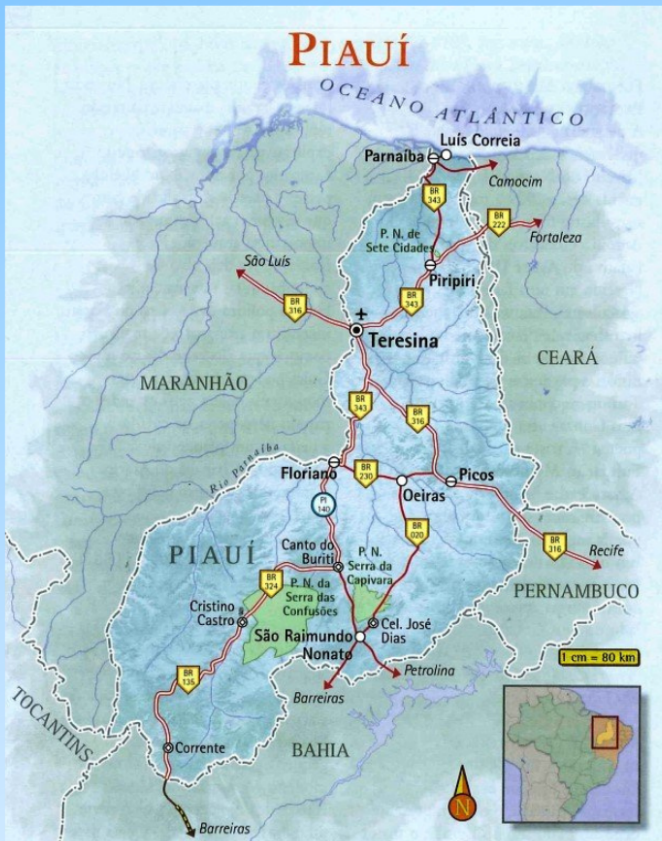 PIAUÍ
OCEANO ATLÂNTICO
Luís Correia
Parnaíba
Camocim
BR
343
BR
222
P. N. de
Sete Cidades
Fortaleza
São Luís
Piripiri
BR
316
BR
343
Teresina
CEARÁ
MARANHÃO
BR
343
BR
316
Rio Parnaíba
Floriano
BR
230
Picos
Oeiras
PI
140
BR
020
BR
316
Recife
PIAUÍ
Canto do
Buriti
P. N.
Serra da
Capivara
BR
324
P. N. da
Serra das
Confusões
PERNAMBUCO
Cristino
Castro
Cel. José
Dias
São Raimundo
Nonato
1 cm = 80 km
BR
135
Petrolina
Barreiras
TOCANTINS
Corrente
BAHIA
N
Barreiras